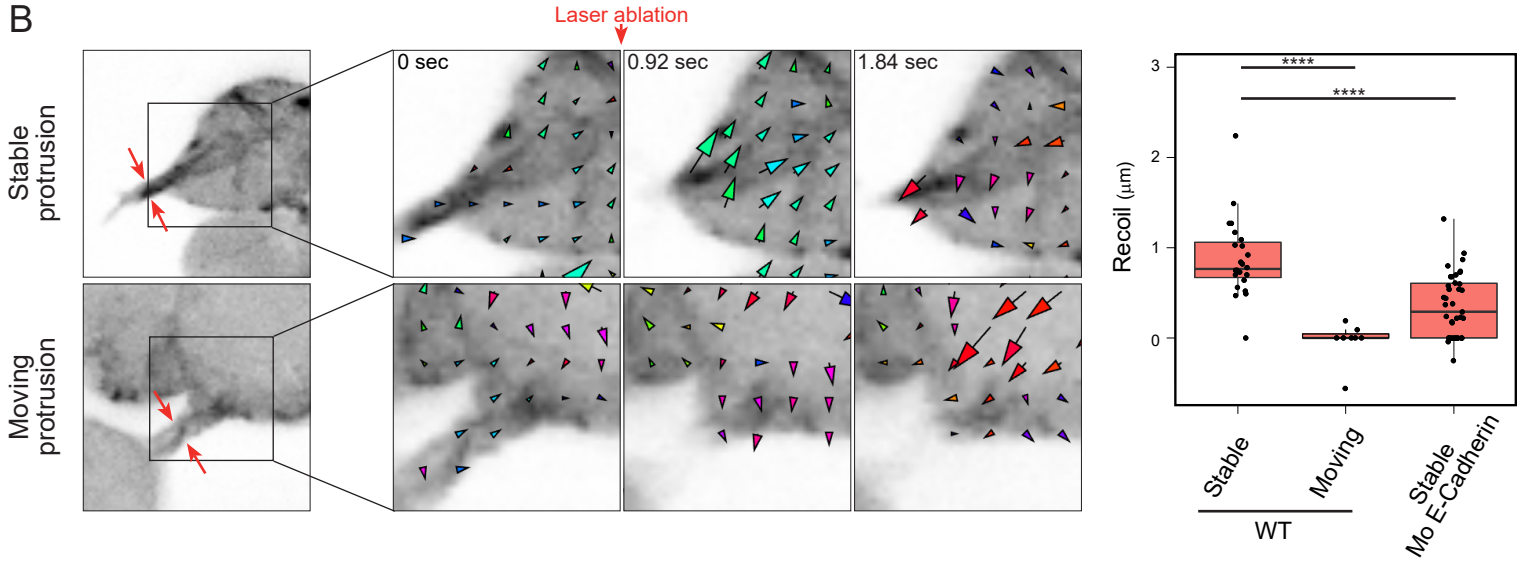 B
Laser ablation
Stable
protrusion
0 sec
0.92 sec
1.84 sec
Moving
protrusion
Recoil (µm)
3
2
1
0
****
****
Stable
Moving
Stable
Mo E-Cadherin
WT